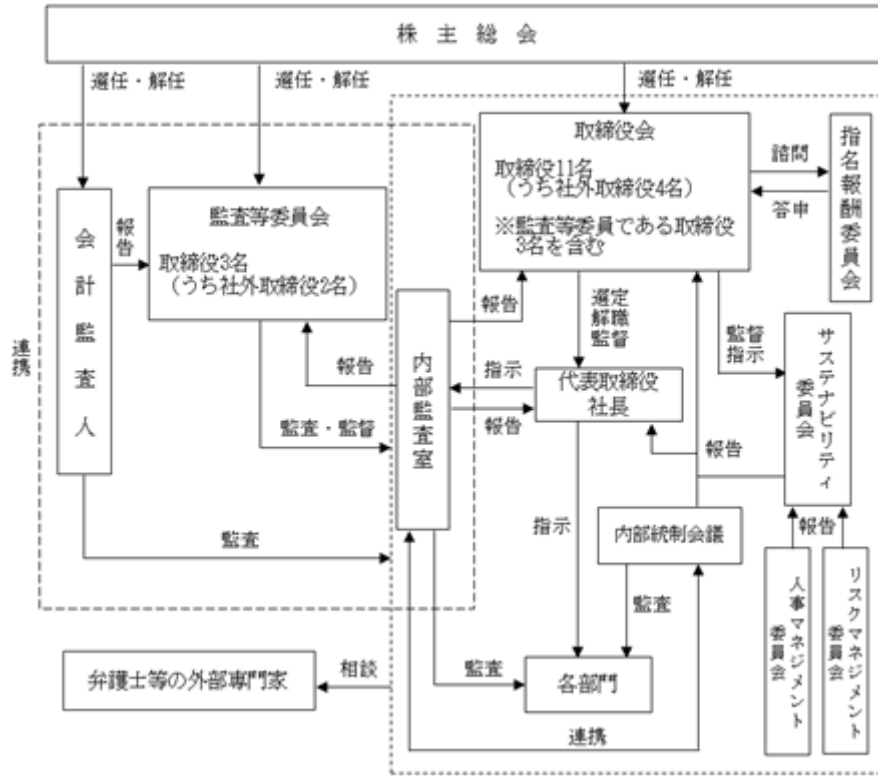 株主総会
選任・解任
選任・解任
選任・解任
取締役会
取締役11名
（うち社外取締役4名）
※監査等委員である取締役
3名を含む
諮問
答申
指名報酬委員会
会計監査人
報告
監査等委員会
取締役3名
（うち社外取締役2名）
連携
報告
監査・監督
監査
内部監査室
報告
選定
解職
監督
監督
指示
指示
報告
代表取締役
社長
サステナビリティ
委員会
報告
指示
内部統制会議
報告
人事マネジメント
委員会
リスクマネジメント
委員会
監査
弁護士等の外部専門家
相談
監査
各部門
連携